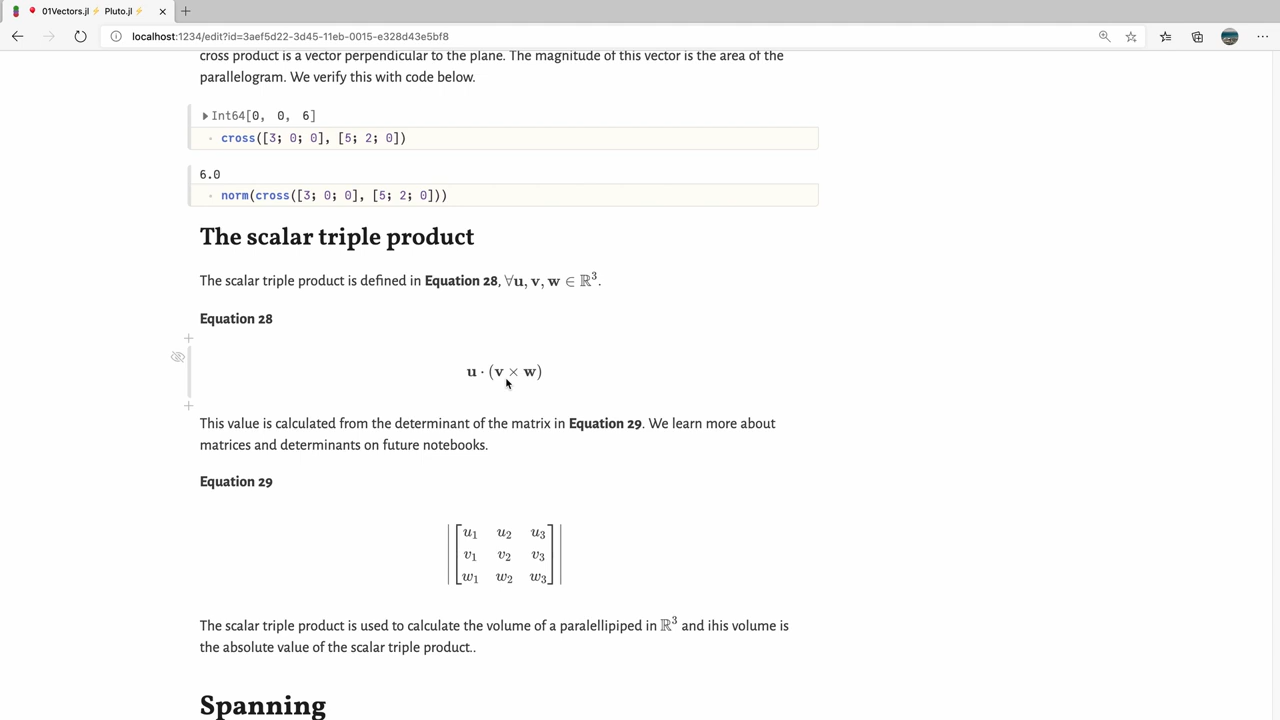 01Vectors.jl⚡ Pluto.jl⚡
localhost:1234/edit?id=3aef5d22-3d45-11eb-0015-e328d43e5bf8
cross product is a vector perpendicular to the plane. The magnitude of this vector is the area of the
parallelogram. We verify this with code below.
Int64[0, 0, 6]
cross([3; 0; 0], [5; 2; 0])
6.0
norm(cross([3; 0; 0], [5; 2; 0]))
The scalar triple product
The scalar triple product is defined in Equation 28, ∀u, v, w ∈ ℝ³.
Equation 28
u · (v × w)
This value is calculated from the determinant of the matrix in Equation 29. We learn more about
matrices and determinants on future notebooks.
Equation 29
u₁ u₂ u₃
v₁ v₂ v₃
w₁ w₂ w₃
The scalar triple product is used to calculate the volume of a paralellipiped in ℝ³ and ihis volume is
the absolute value of the scalar triple product..
Spanning